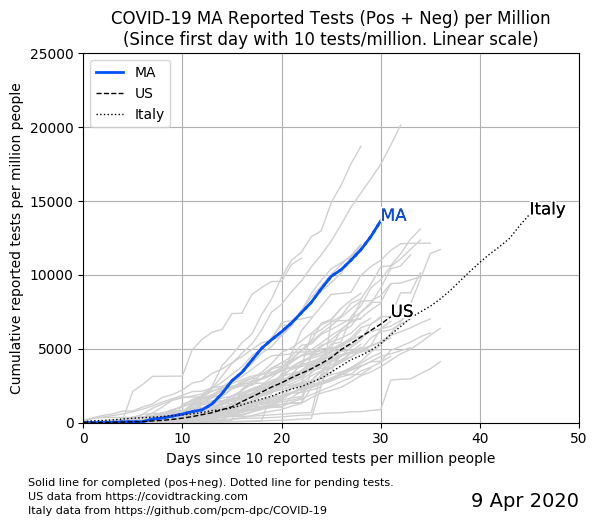 COVID-19 MA Reported Tests (Pos + Neg) per Million
(Since first day with 10 tests/million. Linear scale)
Cumulative reported tests per million people
25000
20000
15000
10000
5000
0
MA
US
Italy
MA
US
Italy
0 10 20 30 40 50
Days since 10 reported tests per million people
Solid line for completed (pos+neg). Dotted line for pending tests.
US data from https://covidtracking.com
Italy data from https://github.com/pcm-dpc/COVID-19
9 Apr 2020